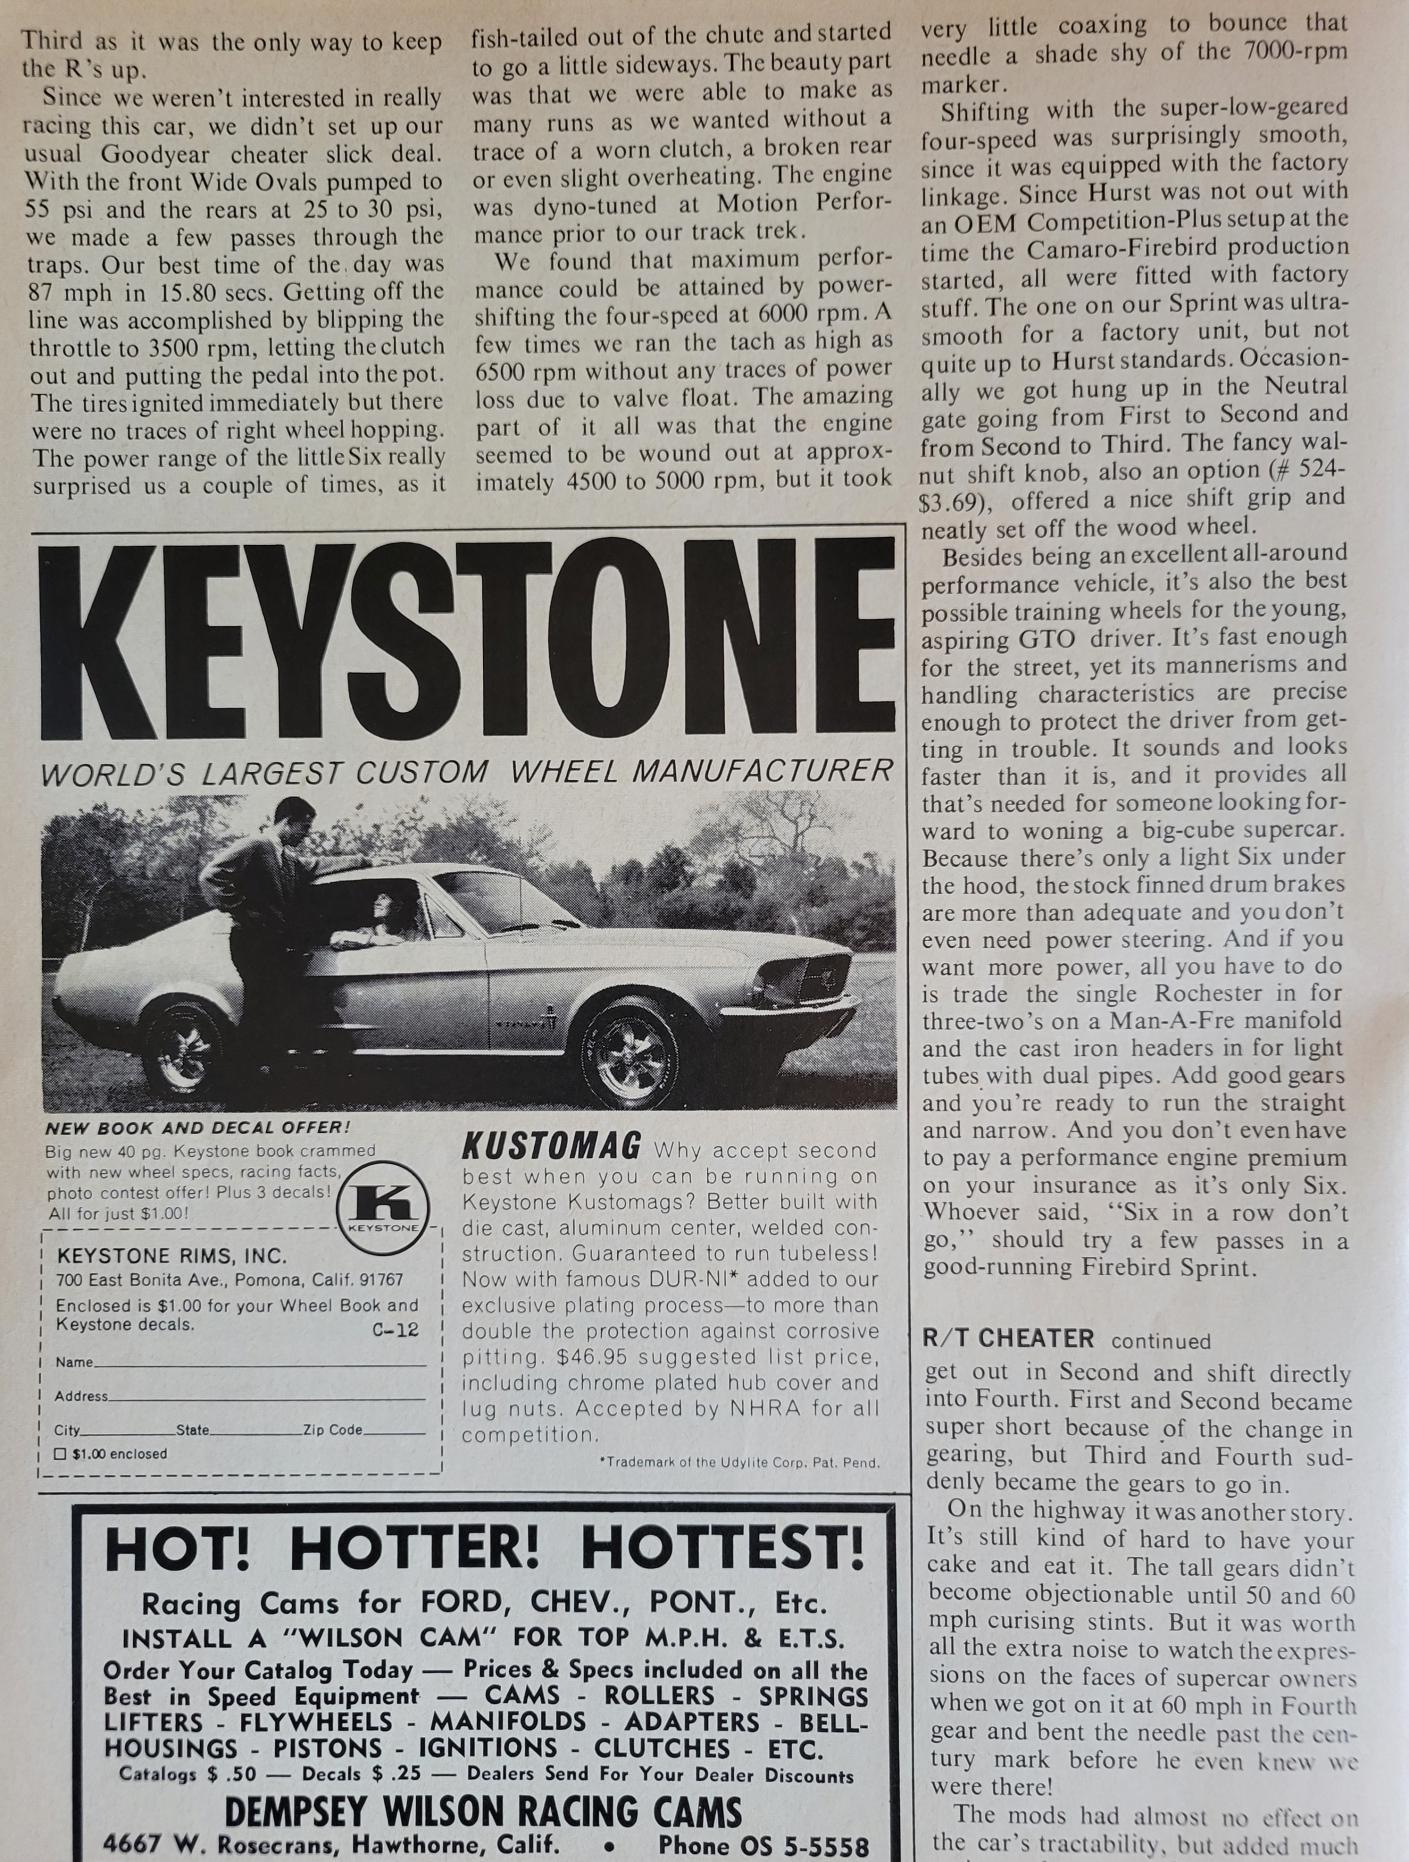 Third as it was the only way to keep
the R's up.
Since we weren't interested in really
racing this car, we didn't set up our
usual Goodyear cheater slick deal.
With the front Wide Ovals pumped to
55 psi and the rears at 25 to 30 psi,
we made a few passes through the
traps. Our best time of the day was
87 mph in 15.80 secs. Getting off the
line was accomplished by blipping the
throttle to 3500 rpm, letting the clutch
out and putting the pedal into the pot.
The tires ignited immediately but there
were no traces of right wheel hopping.
The power range of the little Six really
surprised us a couple of times, as it
fish-tailed out of the chute and started
to go a little sideways. The beauty part
was that we were able to make as
many runs as we wanted without a
trace of a worn clutch, a broken rear
or even slight overheating. The engine
was dyno-tuned at Motion Perfor-
mance prior to our track trek.
We found that maximum perfor-
mance could be attained by power-
shifting the four-speed at 6000 rpm. A
few times we ran the tach as high as
6500 rpm without any traces of power
loss due to valve float. The amazing
part of it all was that the engine
seemed to be wound out at approx-
imately 4500 to 5000 rpm, but it took
very little coaxing to bounce that
needle a shade shy of the 7000-rpm
marker.
Shifting with the super-low-geared
four-speed was surprisingly smooth,
since it was equipped with the factory
linkage. Since Hurst was not out with
an OEM Competition-Plus setup at the
time the Camaro-Firebird production
started, all were fitted with factory
stuff. The one on our Sprint was ultra-
smooth for a factory unit, but not
quite up to Hurst standards. Occasion-
ally we got hung up in the Neutral
gate going from First to Second and
from Second to Third. The fancy wal-
nut shift knob, also an option (# 524-
$3.69), offered a nice shift grip and
neatly set off the wood wheel.
Besides being an excellent all-around
performance vehicle, it's also the best
possible training wheels for the young,
aspiring GTO driver. It's fast enough
for the street, yet its mannerisms and
handling characteristics are precise
enough to protect the driver from get-
ting in trouble. It sounds and looks
faster than it is, and it provides all
that's needed for someone looking for-
ward to woning a big-cube supercar.
Because there's only a light Six under
the hood, the stock finned drum brakes
are more than adequate and you don't
even need power steering. And if you
want more power, all you have to do
is trade the single Rochester in for
three-two's on a Man-A-Fre manifold
and the cast iron headers in for light
tubes with dual pipes. Add good gears
and you're ready to run the straight
and narrow. And you don't even have
to pay a performance engine premium
on your insurance as it's only Six.
Whoever said, "Six in a row don't
go," should try a few passes in a
good-running Firebird Sprint.
R/T CHEATER continued
get out in Second and shift directly
into Fourth. First and Second became
super short because of the change in
gearing, but Third and Fourth sud-
denly became the gears to go in.
On the highway it was another story.
It's still kind of hard to have your
cake and eat it. The tall gears didn't
become objectionable until 50 and 60
mph curising stints. But it was worth
all the extra noise to watch the expres-
sions on the faces of supercar owners
when we got on it at 60 mph in Fourth
gear and bent the needle past the cen-
tury mark before he even knew we
were there!
The mods had almost no effect on
the car's tractability, but added much
KEYSTONE
WORLD'S LARGEST CUSTOM WHEEL MANUFACTURER
NEW BOOK AND DECAL OFFER!
Big new 40 pg. Keystone book crammed
with new wheel specs, racing facts,
photo contest offer! Plus 3 decals!
All for just $1.00!
K
KEYSTONE
KEYSTONE RIMS, INC.
700 East Bonita Ave., Pomona, Calif. 91767
Enclosed is $1.00 for your Wheel Book and
Keystone decals. C-12
Name
Address
City State Zip Code
$1.00 enclosed
KUSTOMAG Why accept second
best when you can be running on
Keystone Kustomags? Better built with
die cast, aluminum center, welded con-
struction. Guaranteed to run tubeless!
Now with famous DUR-NI* added to our
exclusive plating process—to more than
double the protection against corrosive
pitting. $46.95 suggested list price,
including chrome plated hub cover and
lug nuts. Accepted by NHRA for all
competition.
*Trademark of the Udylite Corp. Pat. Pend.
HOT! HOTTER! HOTTEST!
Racing Cams for FORD, CHEV., PONT., Etc.
INSTALL A "WILSON CAM" FOR TOP M.P.H. & E.T.S.
Order Your Catalog Today — Prices & Specs included on all the
Best in Speed Equipment — CAMS - ROLLERS - SPRINGS
LIFTERS - FLYWHEELS - MANIFOLDS - ADAPTERS - BELL-
HOUSINGS - PISTONS - IGNITIONS - CLUTCHES - ETC.
Catalogs $ .50 — Decals $ .25 — Dealers Send For Your Dealer Discounts
DEMPSEY WILSON RACING CAMS
4667 W. Rosecrans, Hawthorne, Calif. • Phone OS 5-5558